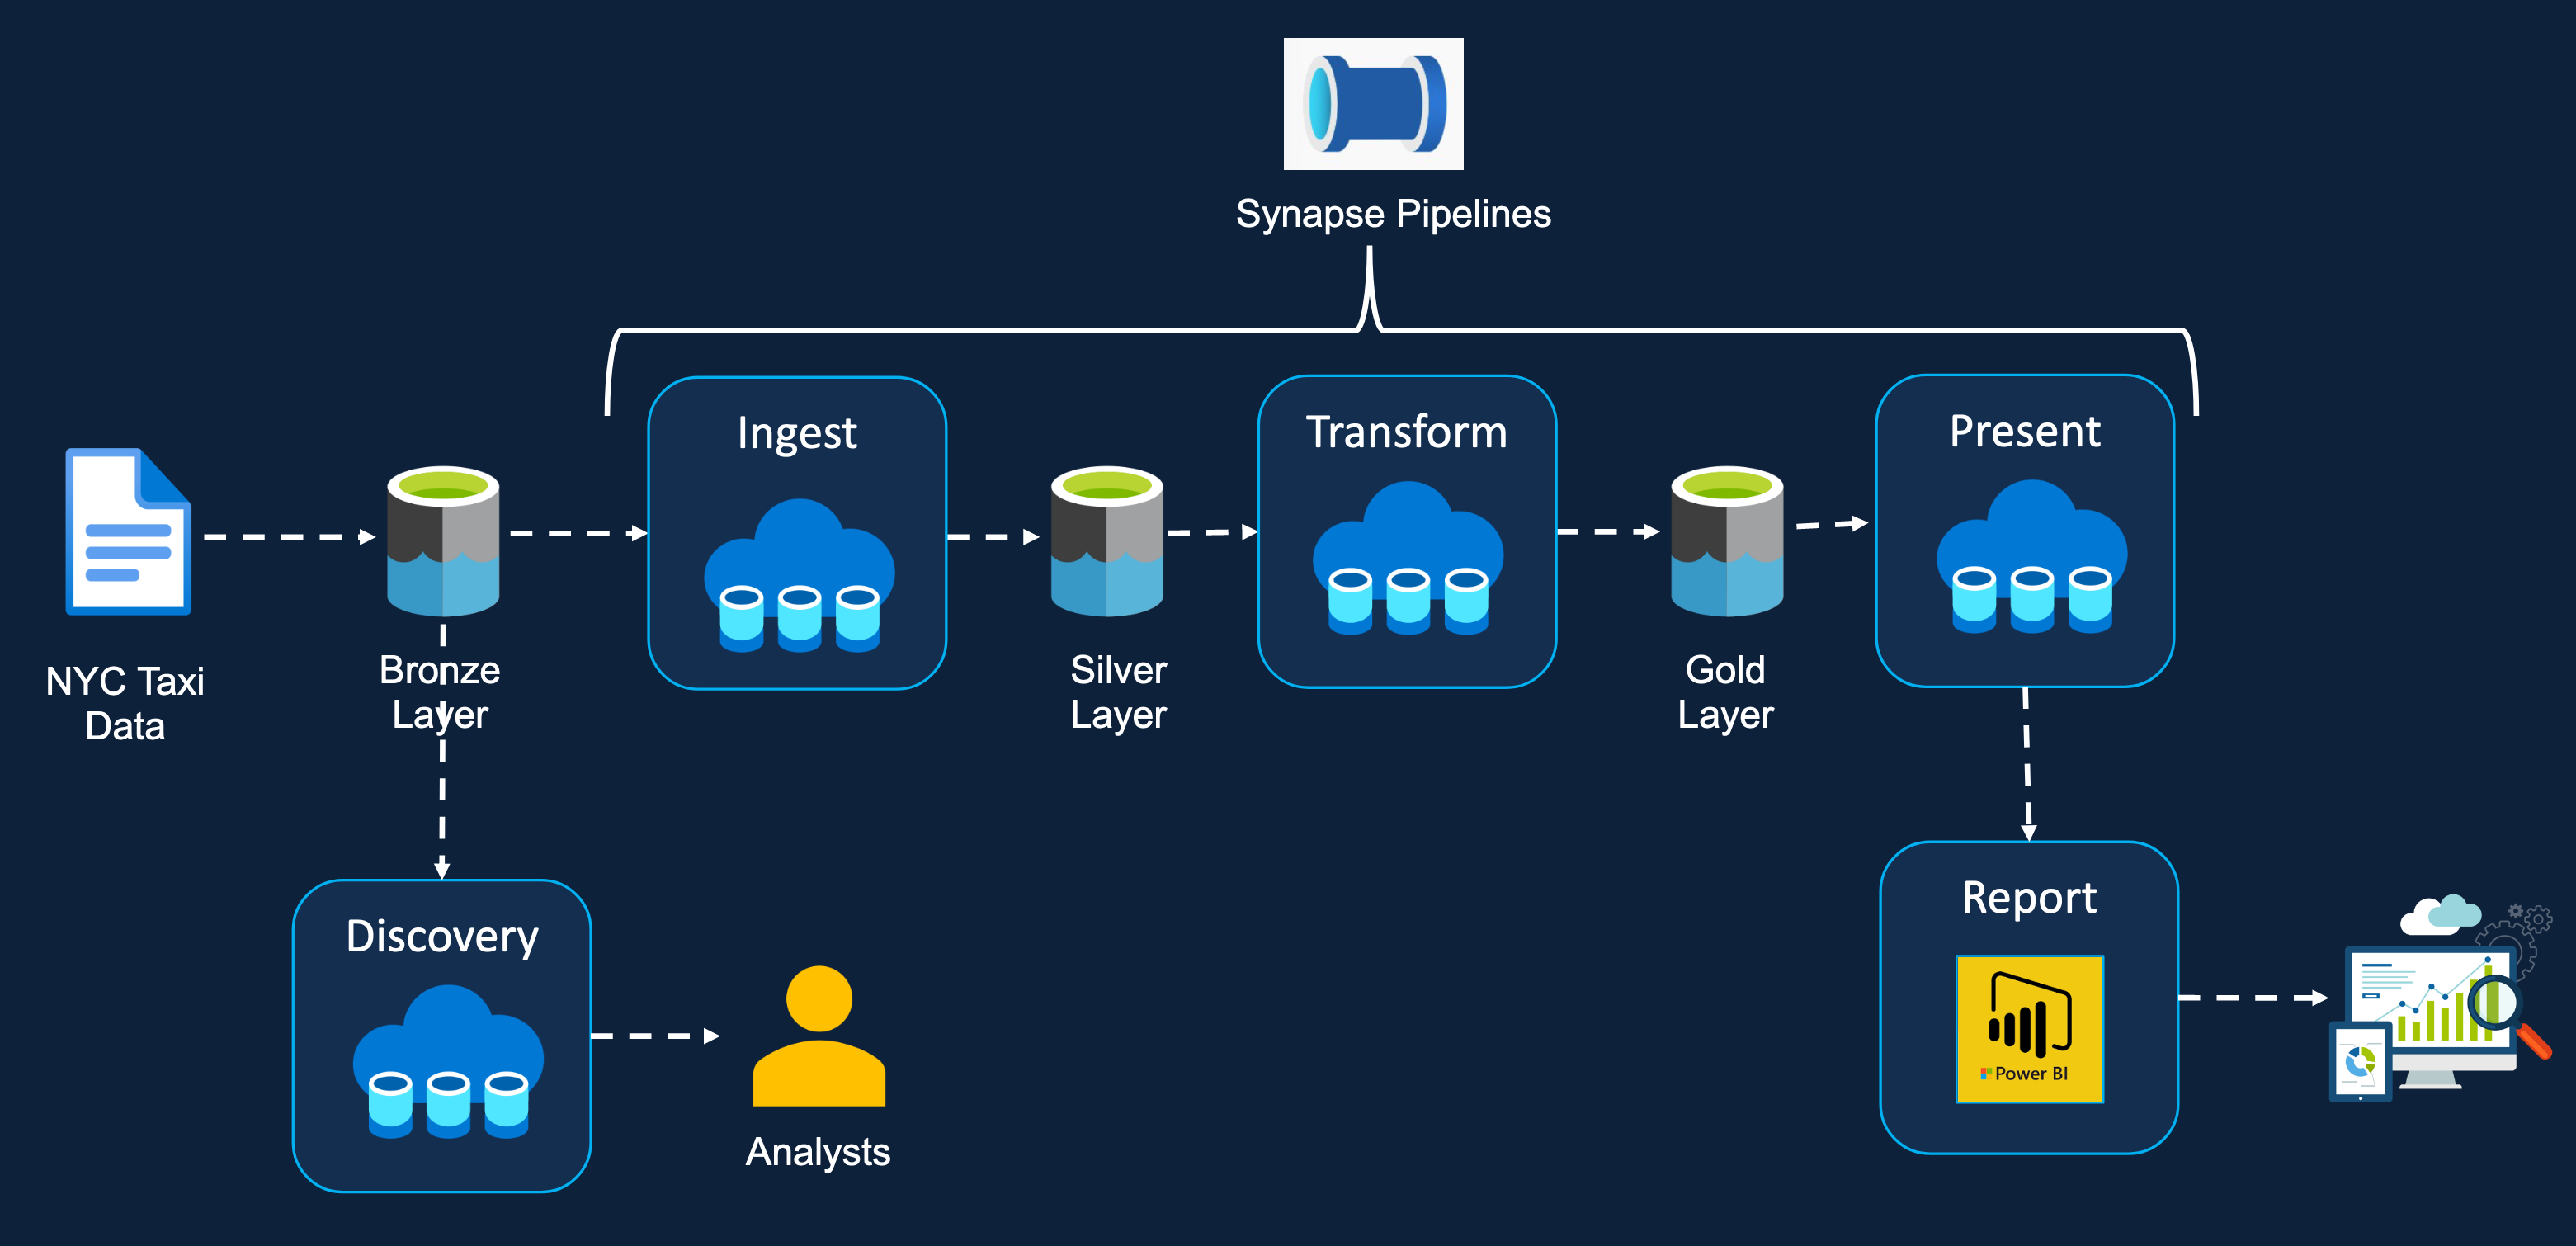 Synapse Pipelines
Ingest
Transform
Present
NYC Taxi
Data
Bronze
Layer
Silver
Layer
Gold
Layer
Discovery
Analysts
Report
Power BI